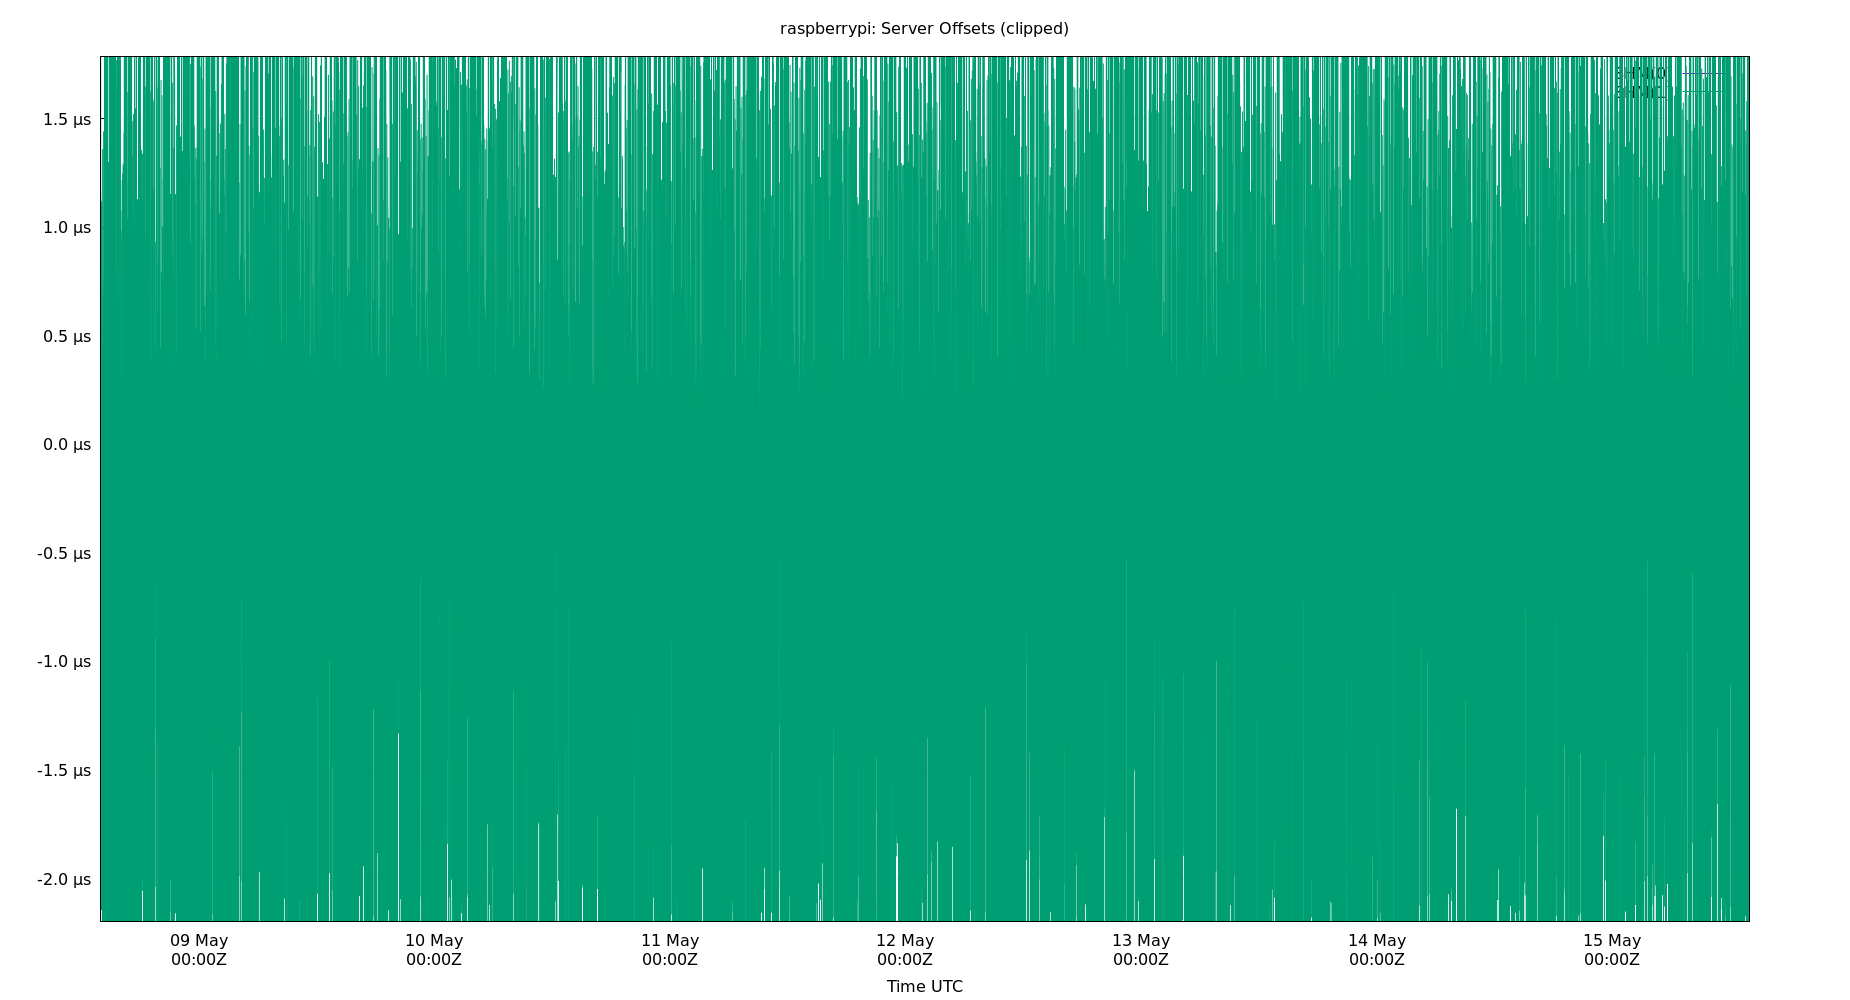 raspberrypi: Server Offsets (clipped)
1.5 µs
1.0 µs
0.5 µs
0.0 µs
-0.5 µs
-1.0 µs
-1.5 µs
-2.0 µs
09 May 10 May 11 May 12 May 13 May 14 May 15 May
00:00Z 00:00Z 00:00Z 00:00Z 00:00Z 00:00Z 00:00Z
Time UTC